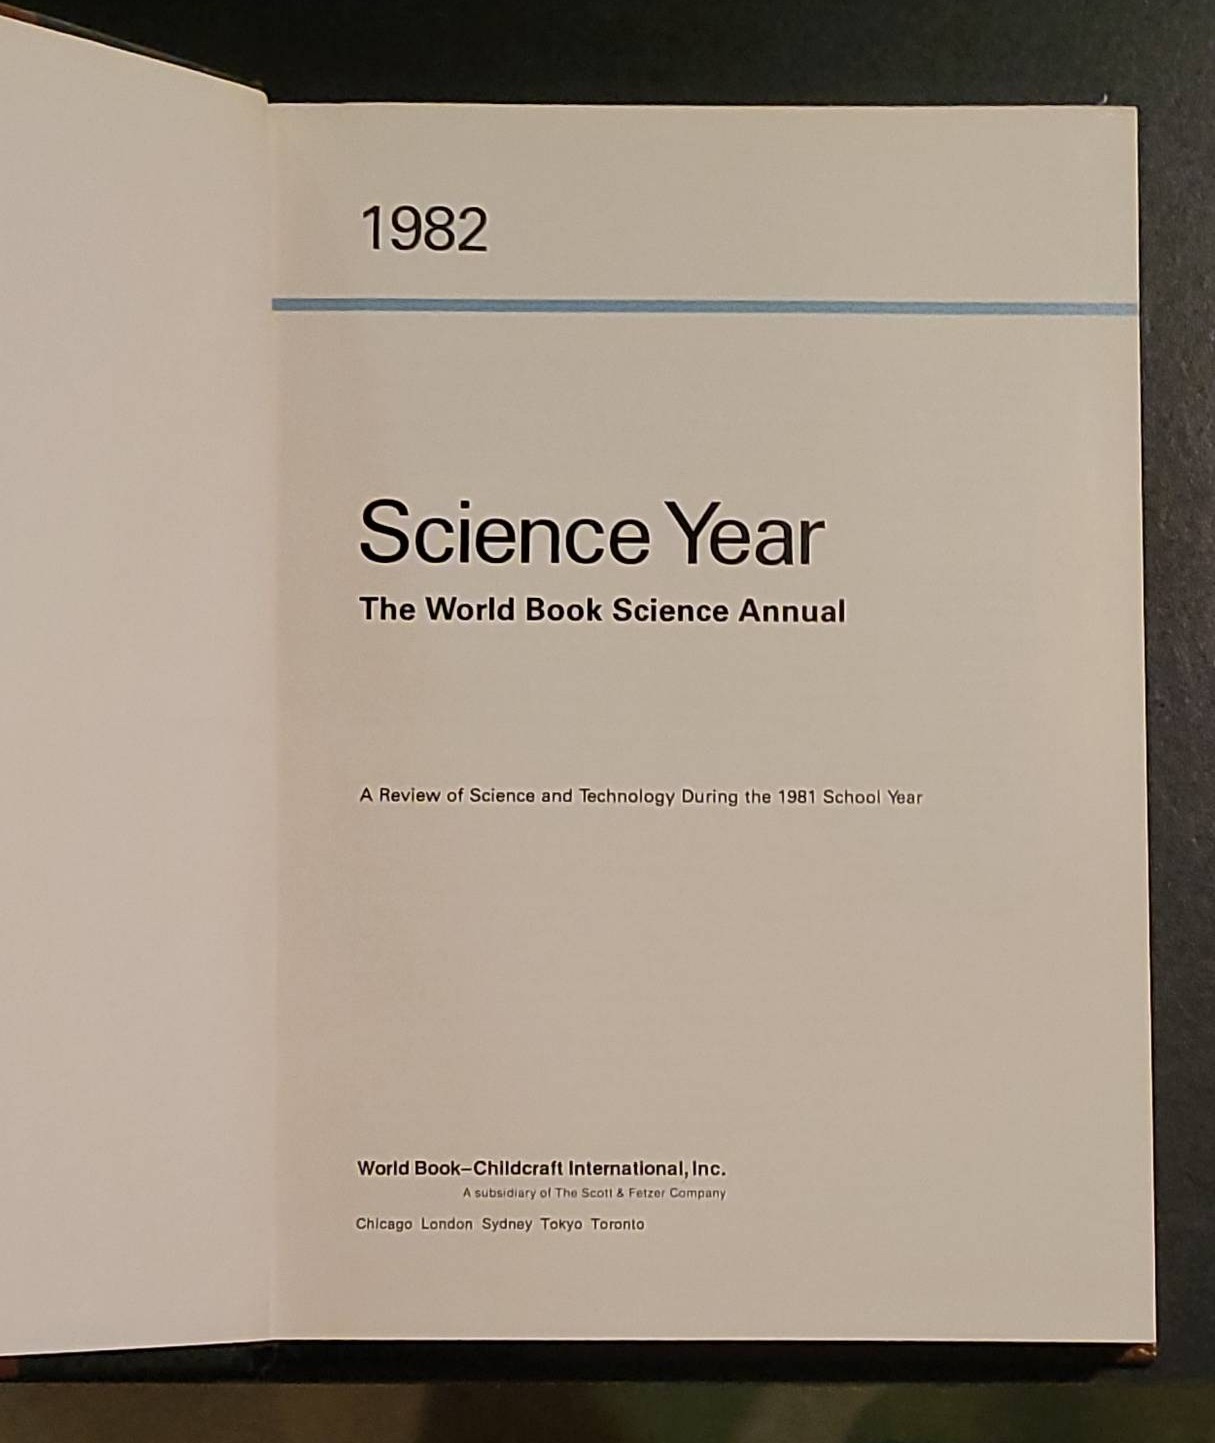 1982
Science Year
The World Book Science Annual
A Review of Science and Technology During the 1981 School Year
World Book–Childcraft International, Inc.
A subsidiary of The Scott & Fetzer Company
Chicago London Sydney Tokyo Toronto